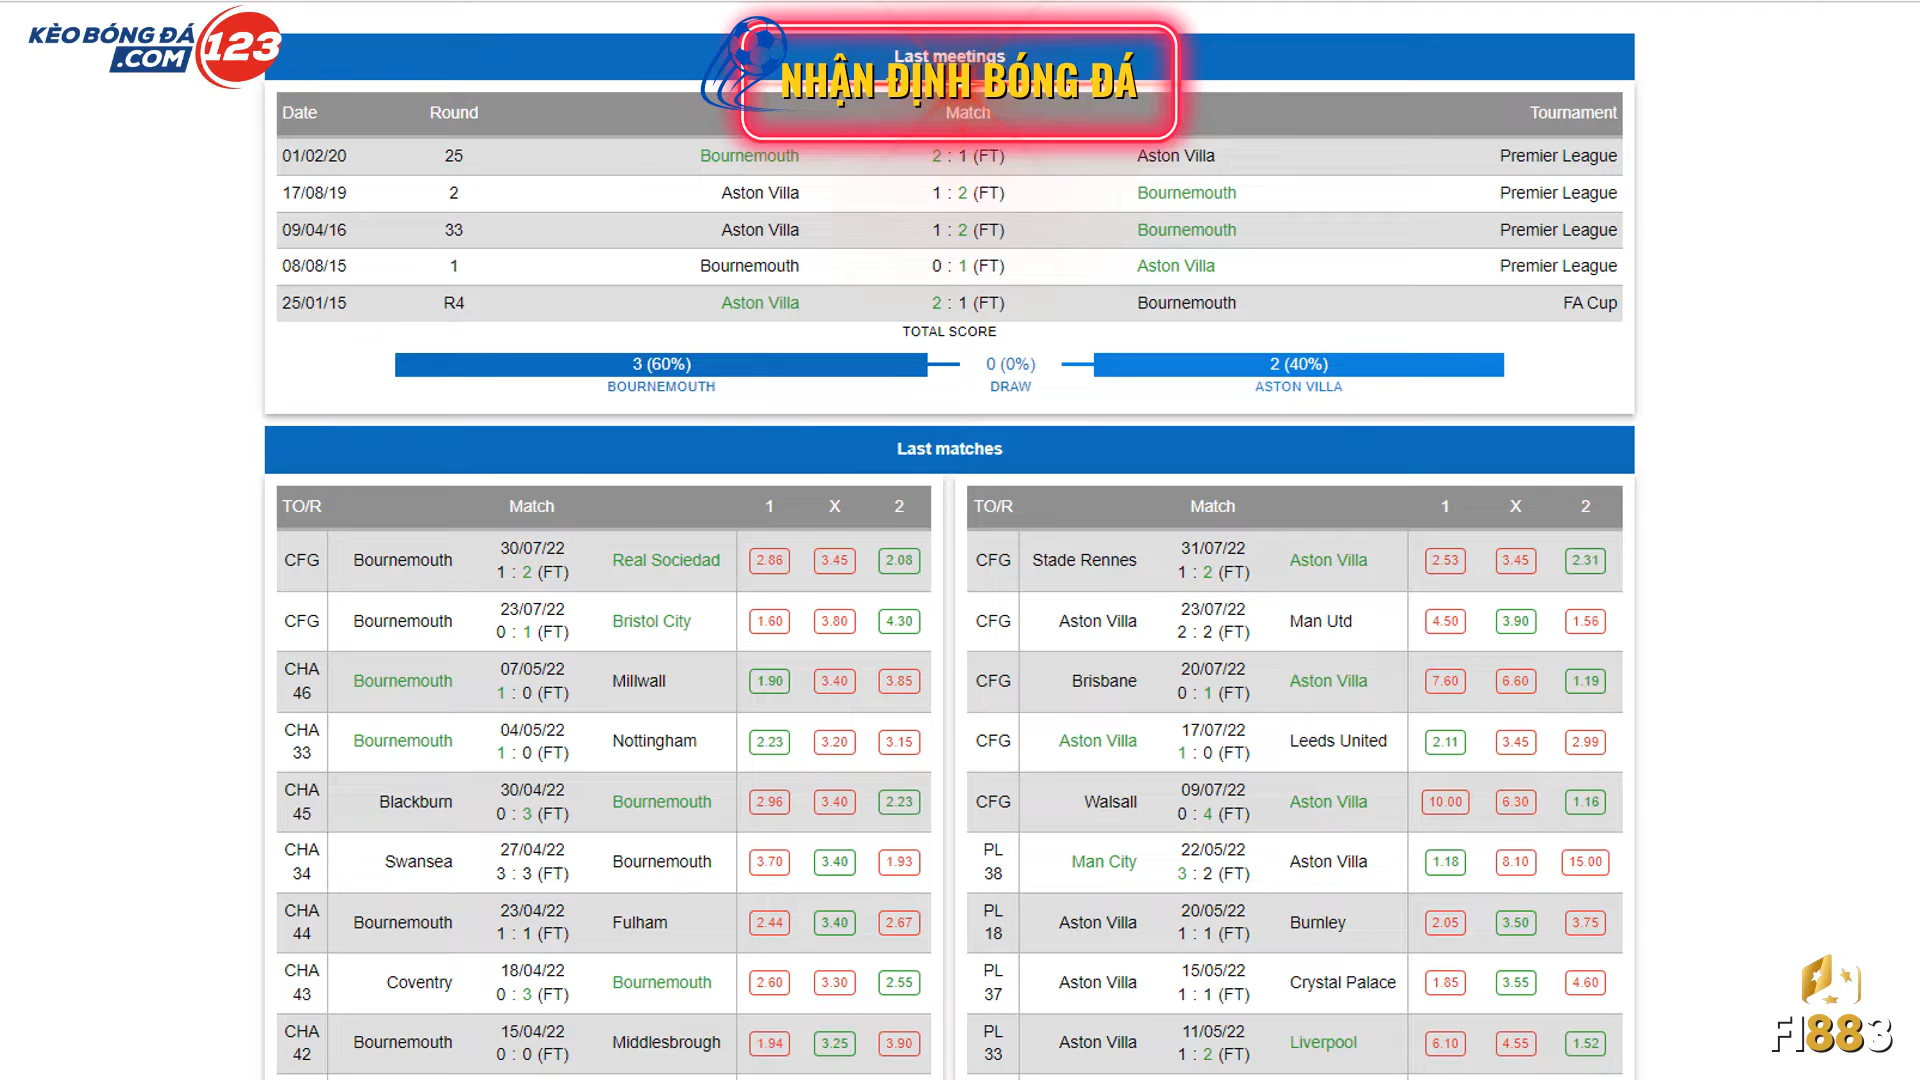 KÈO BÓNG ĐÁ
.COM 123
Last meetings
NHẬN ĐỊNH BÓNG ĐÁ
Date Round Match Tournament
01/02/20 25 Bournemouth 2 : 1 (FT) Aston Villa Premier League
17/08/19 2 Aston Villa 1 : 2 (FT) Bournemouth Premier League
09/04/16 33 Aston Villa 1 : 2 (FT) Bournemouth Premier League
08/08/15 1 Bournemouth 0 : 1 (FT) Aston Villa Premier League
25/01/15 R4 Aston Villa 2 : 1 (FT) Bournemouth FA Cup
TOTAL SCORE
3 (60%) 0 (0%) 2 (40%)
BOURNEMOUTH DRAW ASTON VILLA
Last matches
TO/R Match 1 X 2
CFG Bournemouth 30/07/22 1 : 2 (FT) Real Sociedad 2.86 3.45 2.08
CFG Bournemouth 23/07/22 0 : 1 (FT) Bristol City 1.60 3.80 4.30
CHA 46 Bournemouth 07/05/22 1 : 0 (FT) Millwall 1.90 3.40 3.85
CHA 33 Bournemouth 04/05/22 1 : 0 (FT) Nottingham 2.23 3.20 3.15
CHA 45 Blackburn 30/04/22 0 : 3 (FT) Bournemouth 2.96 3.40 2.23
CHA 34 Swansea 27/04/22 3 : 3 (FT) Bournemouth 3.70 3.40 1.93
CHA 44 Bournemouth 23/04/22 1 : 1 (FT) Fulham 2.44 3.40 2.67
CHA 43 Coventry 18/04/22 0 : 3 (FT) Bournemouth 2.60 3.30 2.55
CHA 42 Bournemouth 15/04/22 0 : 0 (FT) Middlesbrough 1.94 3.25 3.90
TO/R Match 1 X 2
CFG Stade Rennes 31/07/22 1 : 2 (FT) Aston Villa 2.53 3.45 2.31
CFG Aston Villa 23/07/22 2 : 2 (FT) Man Utd 4.50 3.90 1.56
CFG Brisbane 20/07/22 0 : 1 (FT) Aston Villa 7.60 6.60 1.19
CFG Aston Villa 17/07/22 1 : 0 (FT) Leeds United 2.11 3.45 2.99
CFG Walsall 09/07/22 0 : 4 (FT) Aston Villa 10.00 6.30 1.16
PL 38 Man City 22/05/22 3 : 2 (FT) Aston Villa 1.18 8.10 15.00
PL 18 Aston Villa 20/05/22 1 : 1 (FT) Burnley 2.05 3.50 3.75
PL 37 Aston Villa 15/05/22 1 : 1 (FT) Crystal Palace 1.85 3.55 4.60
PL 33 Aston Villa 11/05/22 1 : 2 (FT) Liverpool 6.10 4.55 1.52
FI883